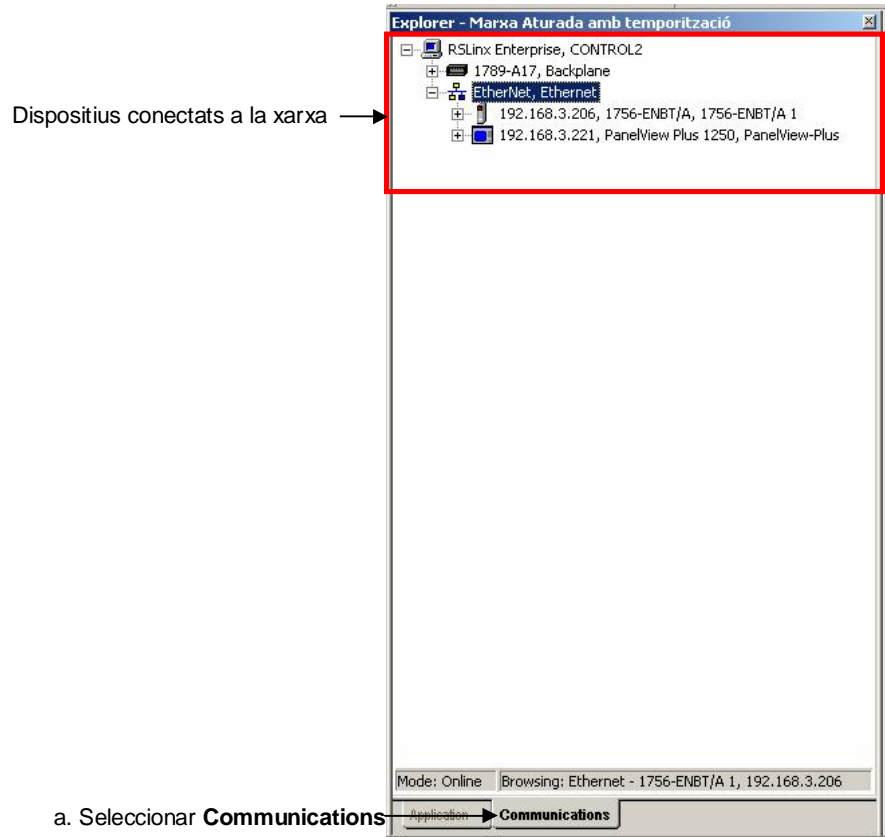 Explorer - Marxa Aturada amb temporització
RSLinx Enterprise, CONTROL2
1789-A17, Backplane
EtherNet, Ethernet
Dispositius conectats a la xarxa
192.168.3.206, 1756-ENBT/A, 1756-ENBT/A 1
192.168.3.221, PanelView Plus 1250, PanelView-Plus
Mode: Online Browsing: Ethernet - 1756-ENBT/A 1, 192.168.3.206
a. Seleccionar Communications
Application Communications